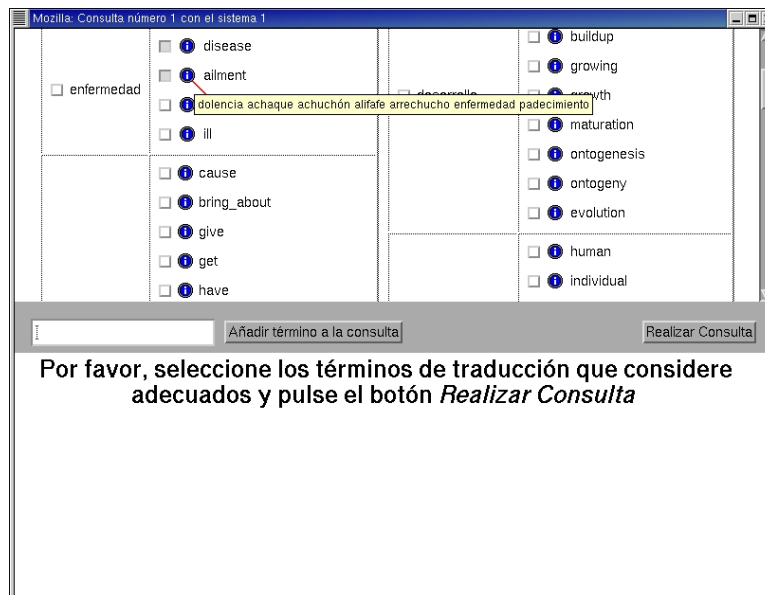 Mozilla: Consulta número 1 con el sistema 1
enfermedad
disease
ailment
dolencia achaque achuchón alifafe arrechucho enfermedad padecimiento
ill
cause
bring_about
give
get
have
desarrollo
buildup
growing
growth
maturation
ontogenesis
ontogeny
evolution
human
individual
Añadir término a la consulta
Realizar Consulta
Por favor, seleccione los términos de traducción que considere
adecuados y pulse el botón Realizar Consulta